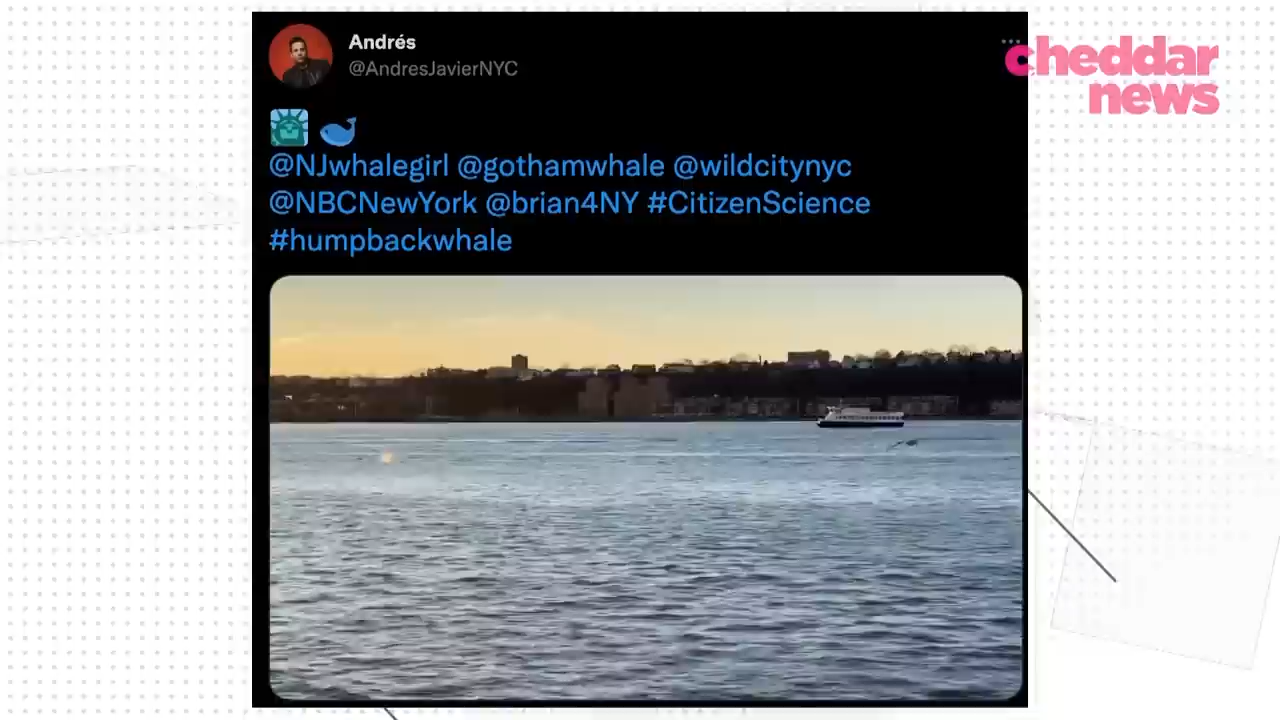 Andrés
@AndresJavierNYC
cheddar
news
🗽 🐳
@NJwhalegirl @gothamwhale @wildcitynyc
@NBCNewYork @brian4NY #CitizenScience
#humpbackwhale